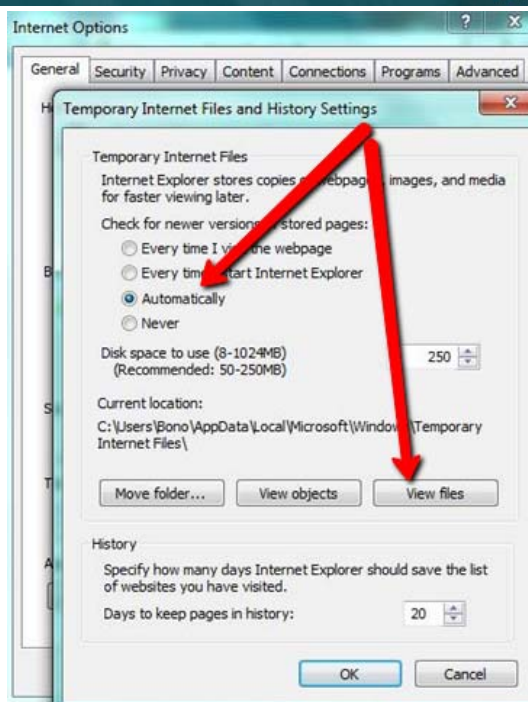 Internet Options
General Security Privacy Content Connections Programs Advanced
Temporary Internet Files and History Settings
Temporary Internet Files
Internet Explorer stores copies webpages, images, and media
for faster viewing later.
Check for newer versions stored pages:
Every time I the webpage
Every time start Internet Explorer
Automatically
Never
Disk space to use (8-1024MB) 250
(Recommended: 50-250MB)
Current location:
C:\Users\Bono\AppData\Local\Microsoft\Windows\Temporary
Internet Files\
Move folder... View objects View files
History
Specify how many days Internet Explorer should save the list
of websites you have visited.
Days to keep pages in history: 20
OK Cancel